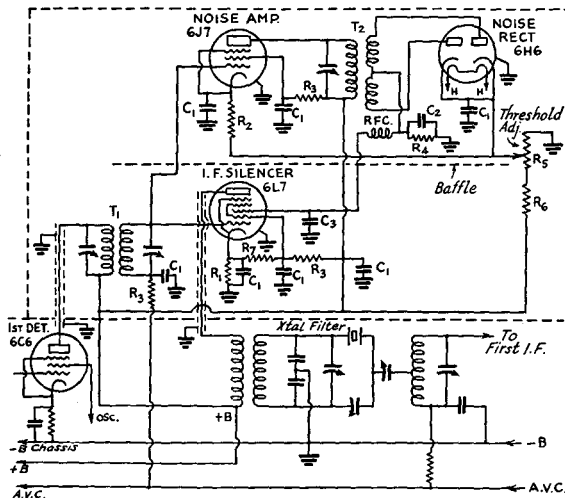 NOISE AMP.
6J7
T2
NOISE
RECT
6H6
H
H
C1
R2
C1
R3
RFC.
C2
R4
C1
Threshold
Adj.
R5
Baffle
R6
I.F. SILENCER
6L7
T1
C3
R7
C1
R3
R1
C1
C1
R3
C1
1ST DET.
6C6
OSC.
Xtal Filter
To
First I.F.
+B
-B
Chassis
-B
+B
A.V.C.
A.V.C.